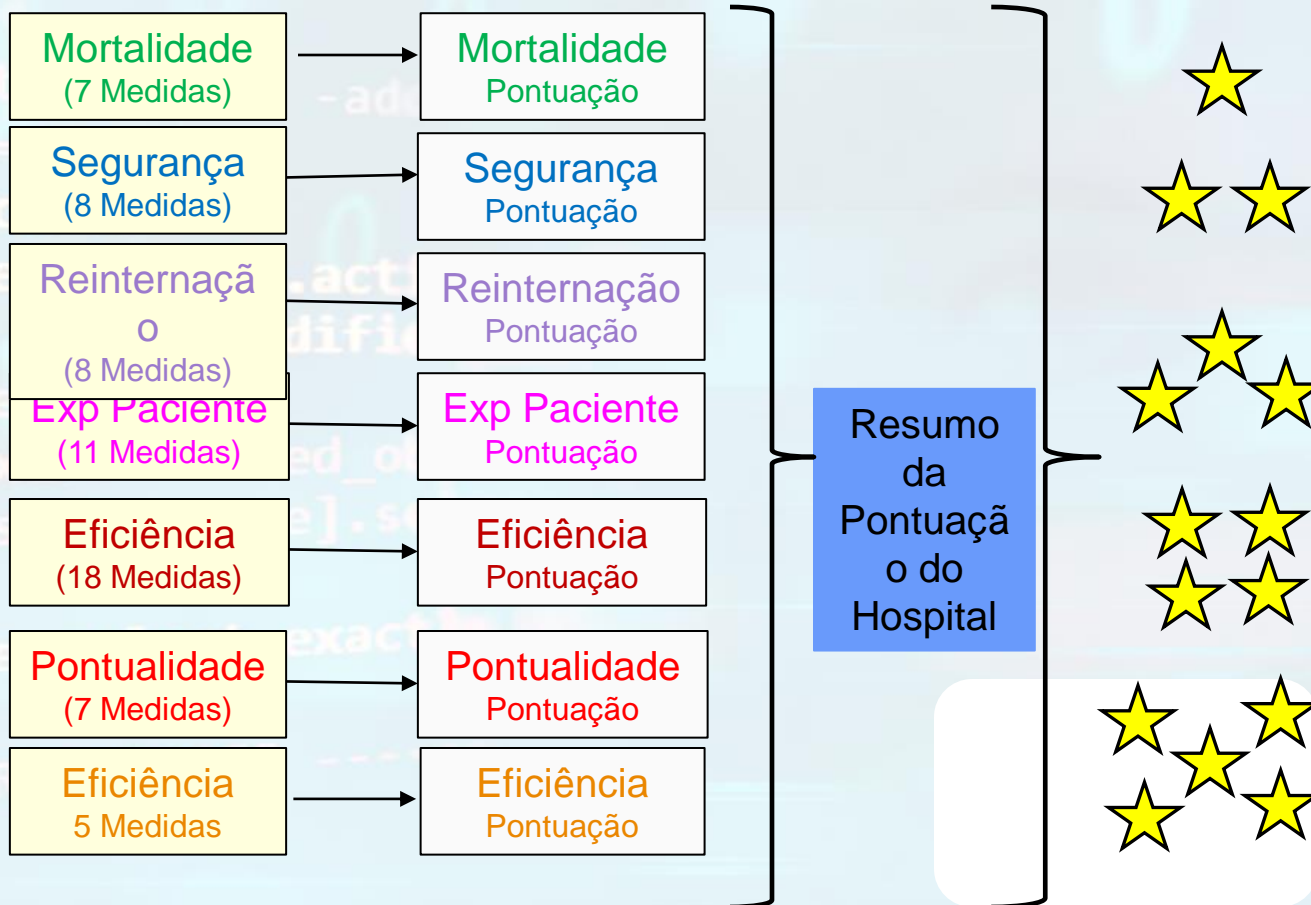 Mortalidade
(7 Medidas)
Mortalidade
Pontuação
Segurança
(8 Medidas)
Segurança
Pontuação
Reinternaçã
o
(8 Medidas)
Reinternação
Pontuação
Exp Paciente
(11 Medidas)
Exp Paciente
Pontuação
Eficiência
(18 Medidas)
Eficiência
Pontuação
Pontualidade
(7 Medidas)
Pontualidade
Pontuação
Eficiência
5 Medidas
Eficiência
Pontuação
Resumo
da
Pontuaçã
o do
Hospital